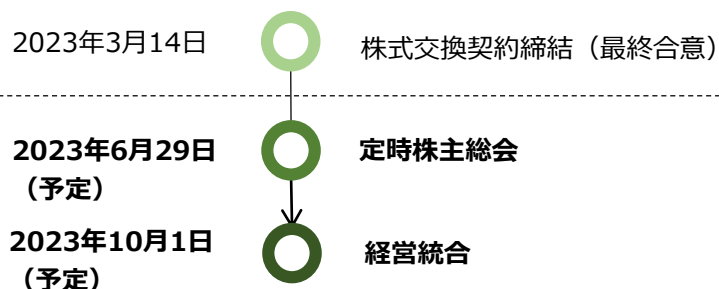 2023年3月14日
株式交換契約締結（最終合意）
2023年6月29日
（予定）
定時株主総会
2023年10月1日
（予定）
経営統合